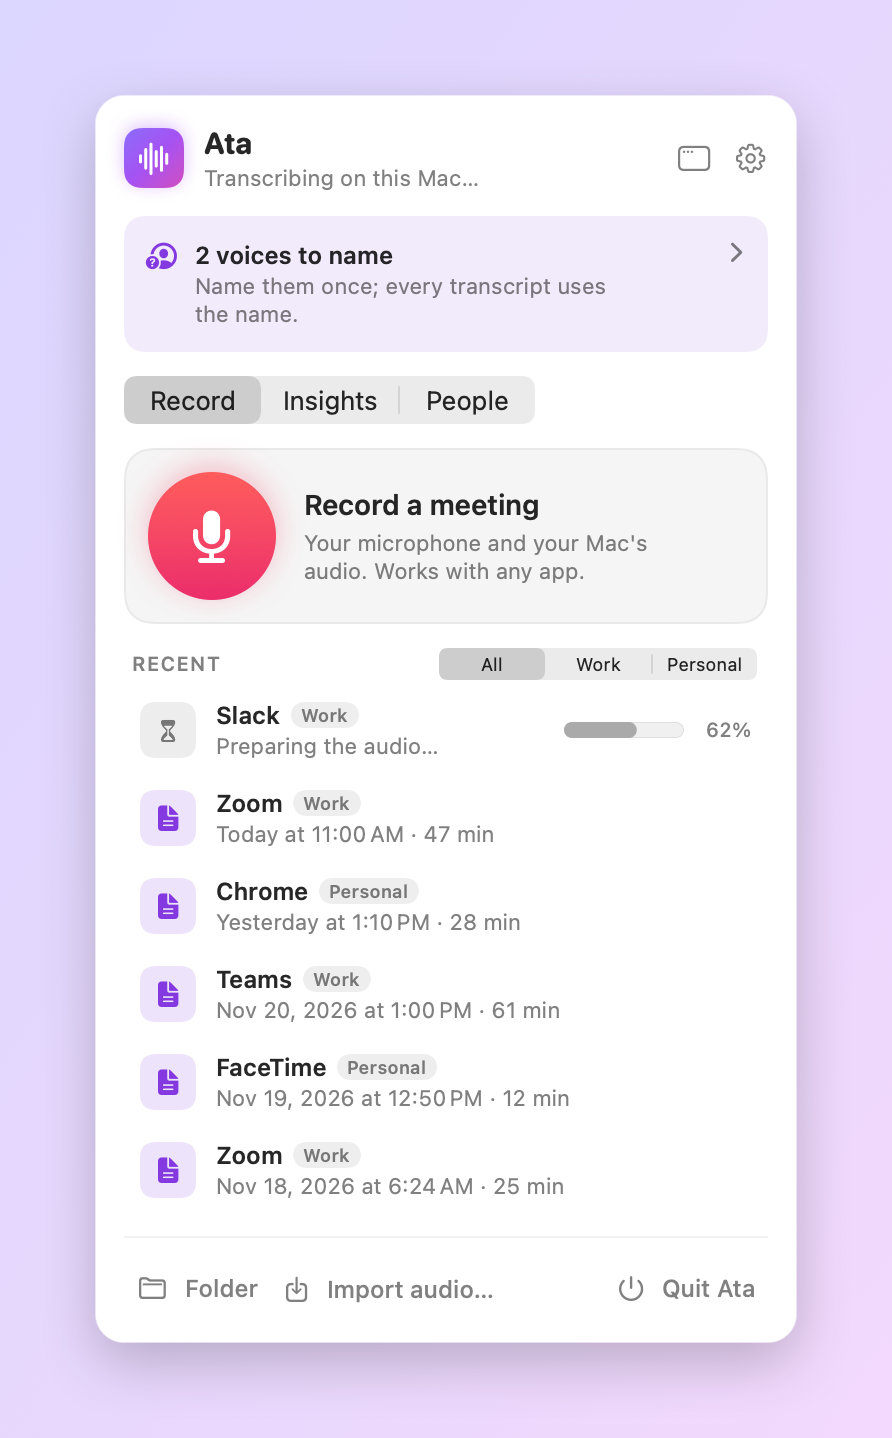 Ata
Transcribing on this Mac...
2 voices to name
Name them once; every transcript uses
the name.
Record Insights People
Record a meeting
Your microphone and your Mac's
audio. Works with any app.
RECENT
All Work Personal
Slack Work
Preparing the audio...
62%
Zoom Work
Today at 11:00 AM · 47 min
Chrome Personal
Yesterday at 1:10 PM · 28 min
Teams Work
Nov 20, 2026 at 1:00 PM · 61 min
FaceTime Personal
Nov 19, 2026 at 12:50 PM · 12 min
Zoom Work
Nov 18, 2026 at 6:24 AM · 25 min
Folder Import audio... Quit Ata